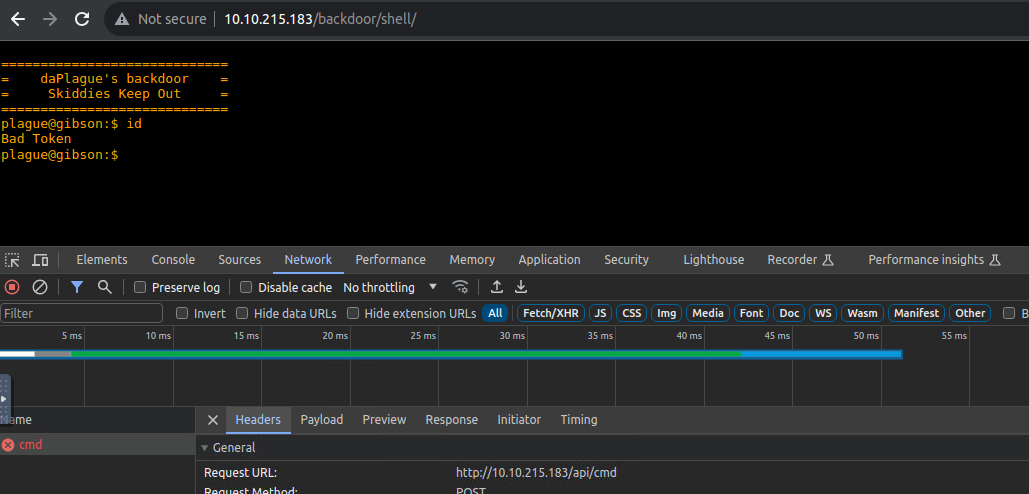 Not secure 10.10.215.183/backdoor/shell/
=============================
= daPlague's backdoor =
= Skiddies Keep Out =
=============================
plague@gibson:$ id
Bad Token
plague@gibson:$
Elements Console Sources Network Performance Memory Application Security Lighthouse Recorder Performance insights
Preserve log Disable cache No throttling
Filter Invert Hide data URLs Hide extension URLs All Fetch/XHR JS CSS Img Media Font Doc WS Wasm Manifest Other B
5 ms 10 ms 15 ms 20 ms 25 ms 30 ms 35 ms 40 ms 45 ms 50 ms 55 ms
Name Headers Payload Preview Response Initiator Timing
cmd General
Request URL: http://10.10.215.183/api/cmd
Request Method: POST